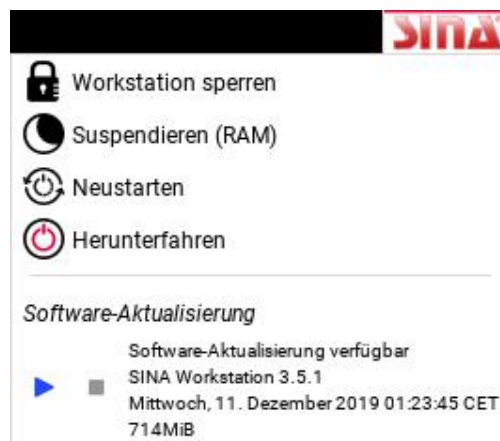 SINA
Workstation sperren
Suspendieren (RAM)
Neustarten
Herunterfahren
Software-Aktualisierung
Software-Aktualisierung verfügbar
SINA Workstation 3.5.1
Mittwoch, 11. Dezember 2019 01:23:45 CET
714MiB